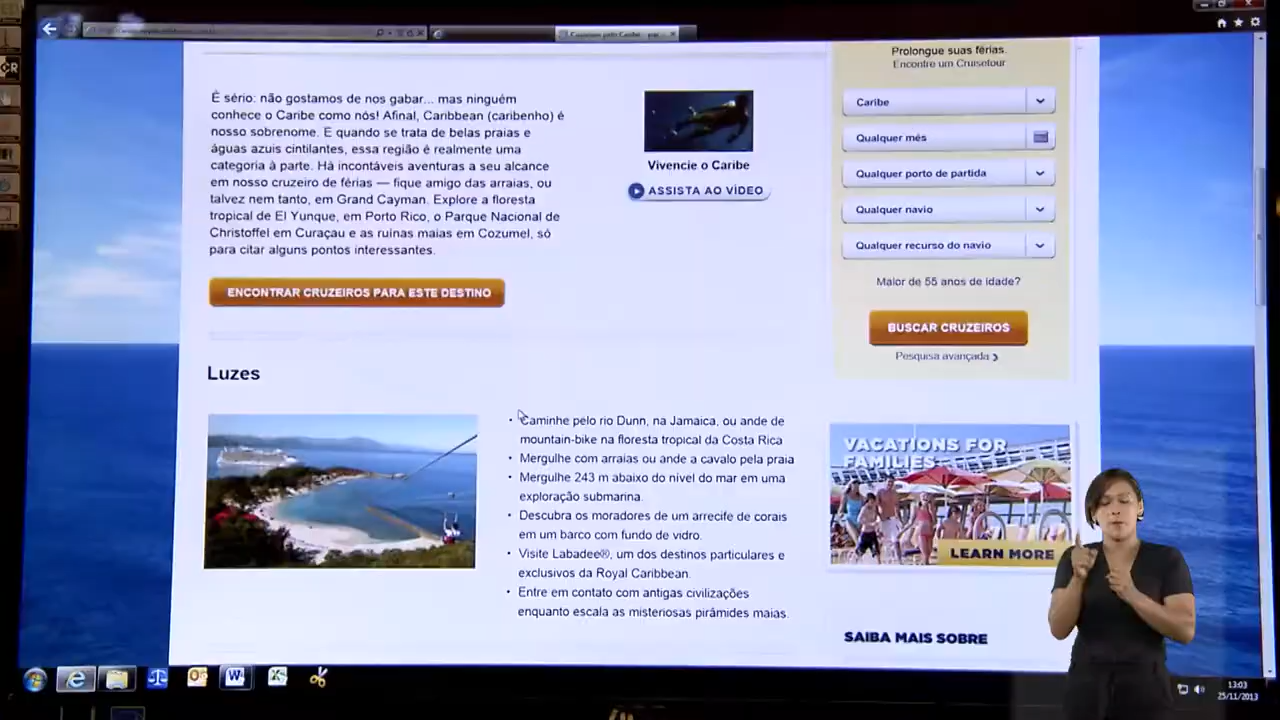 Prolongue suas férias.
Encontre um Cruisetour
É sério: não gostamos de nos gabar... mas ninguém
conhece o Caribe como nós! Afinal, Caribbean (caribenho) é
nosso sobrenome. E quando se trata de belas praias e
águas azuis cintilantes, essa região é realmente uma
categoria à parte. Há incontáveis aventuras a seu alcance
em nosso cruzeiro de férias — fique amigo das arraias, ou
talvez nem tanto, em Grand Cayman. Explore a floresta
tropical de El Yunque, em Porto Rico, o Parque Nacional de
Christoffel em Curaçau e as ruínas maias em Cozumel, só
para citar alguns pontos interessantes.
ENCONTRAR CRUZEIROS PARA ESTE DESTINO
Vivencie o Caribe
ASSISTA AO VÍDEO
Caribe
Qualquer mês
Qualquer porto de partida
Qualquer navio
Qualquer recurso do navio
Maior de 55 anos de idade?
BUSCAR CRUZEIROS
Pesquisa avançada
Luzes
• Caminhe pelo rio Dunn, na Jamaica, ou ande de
mountain-bike na floresta tropical da Costa Rica
• Mergulhe com arraias ou ande a cavalo pela praia
• Mergulhe 243 m abaixo do nível do mar em uma
exploração submarina.
• Descubra os moradores de um arrecife de corais
em um barco com fundo de vidro.
• Visite Labadee®, um dos destinos particulares e
exclusivos da Royal Caribbean.
• Entre em contato com antigas civilizações
enquanto escala as misteriosas pirâmides maias.
VACATIONS FOR
FAMILIES
LEARN MORE
SAIBA MAIS SOBRE
13:03
25/11/2013